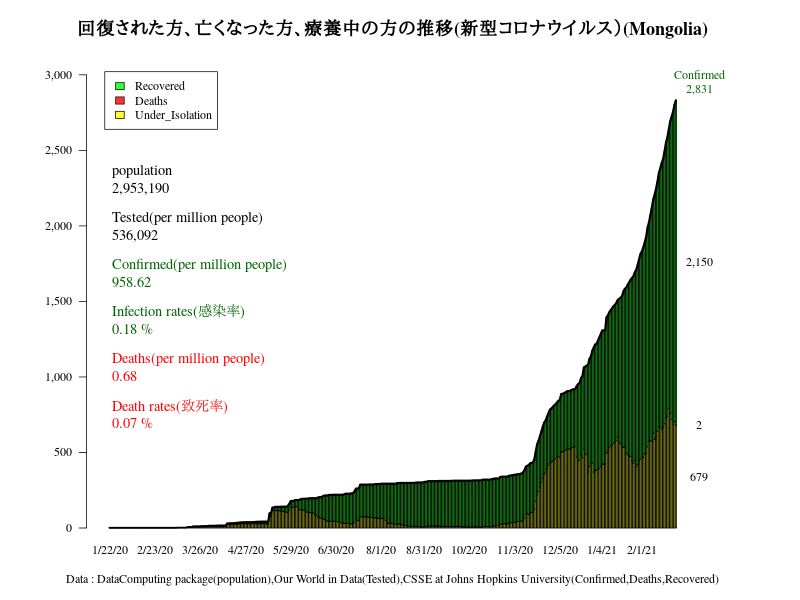 回復された方、亡くなった方、療養中の方の推移(新型コロナウイルス）(Mongolia)
Confirmed
2,831
3,000
2,500
2,000
1,500
1,000
500
0
Recovered
Deaths
Under_Isolation
population
2,953,190
Tested(per million people)
536,092
Confirmed(per million people)
958.62
Infection rates(感染率)
0.18 %
Deaths(per million people)
0.68
Death rates(致死率)
0.07 %
2,150
2
679
1/22/20 2/23/20 3/26/20 4/27/20 5/29/20 6/30/20 8/1/20 8/31/20 10/2/20 11/3/20 12/5/20 1/4/21 2/1/21
Data : DataComputing package(population),Our World in Data(Tested),CSSE at Johns Hopkins University(Confirmed,Deaths,Recovered)